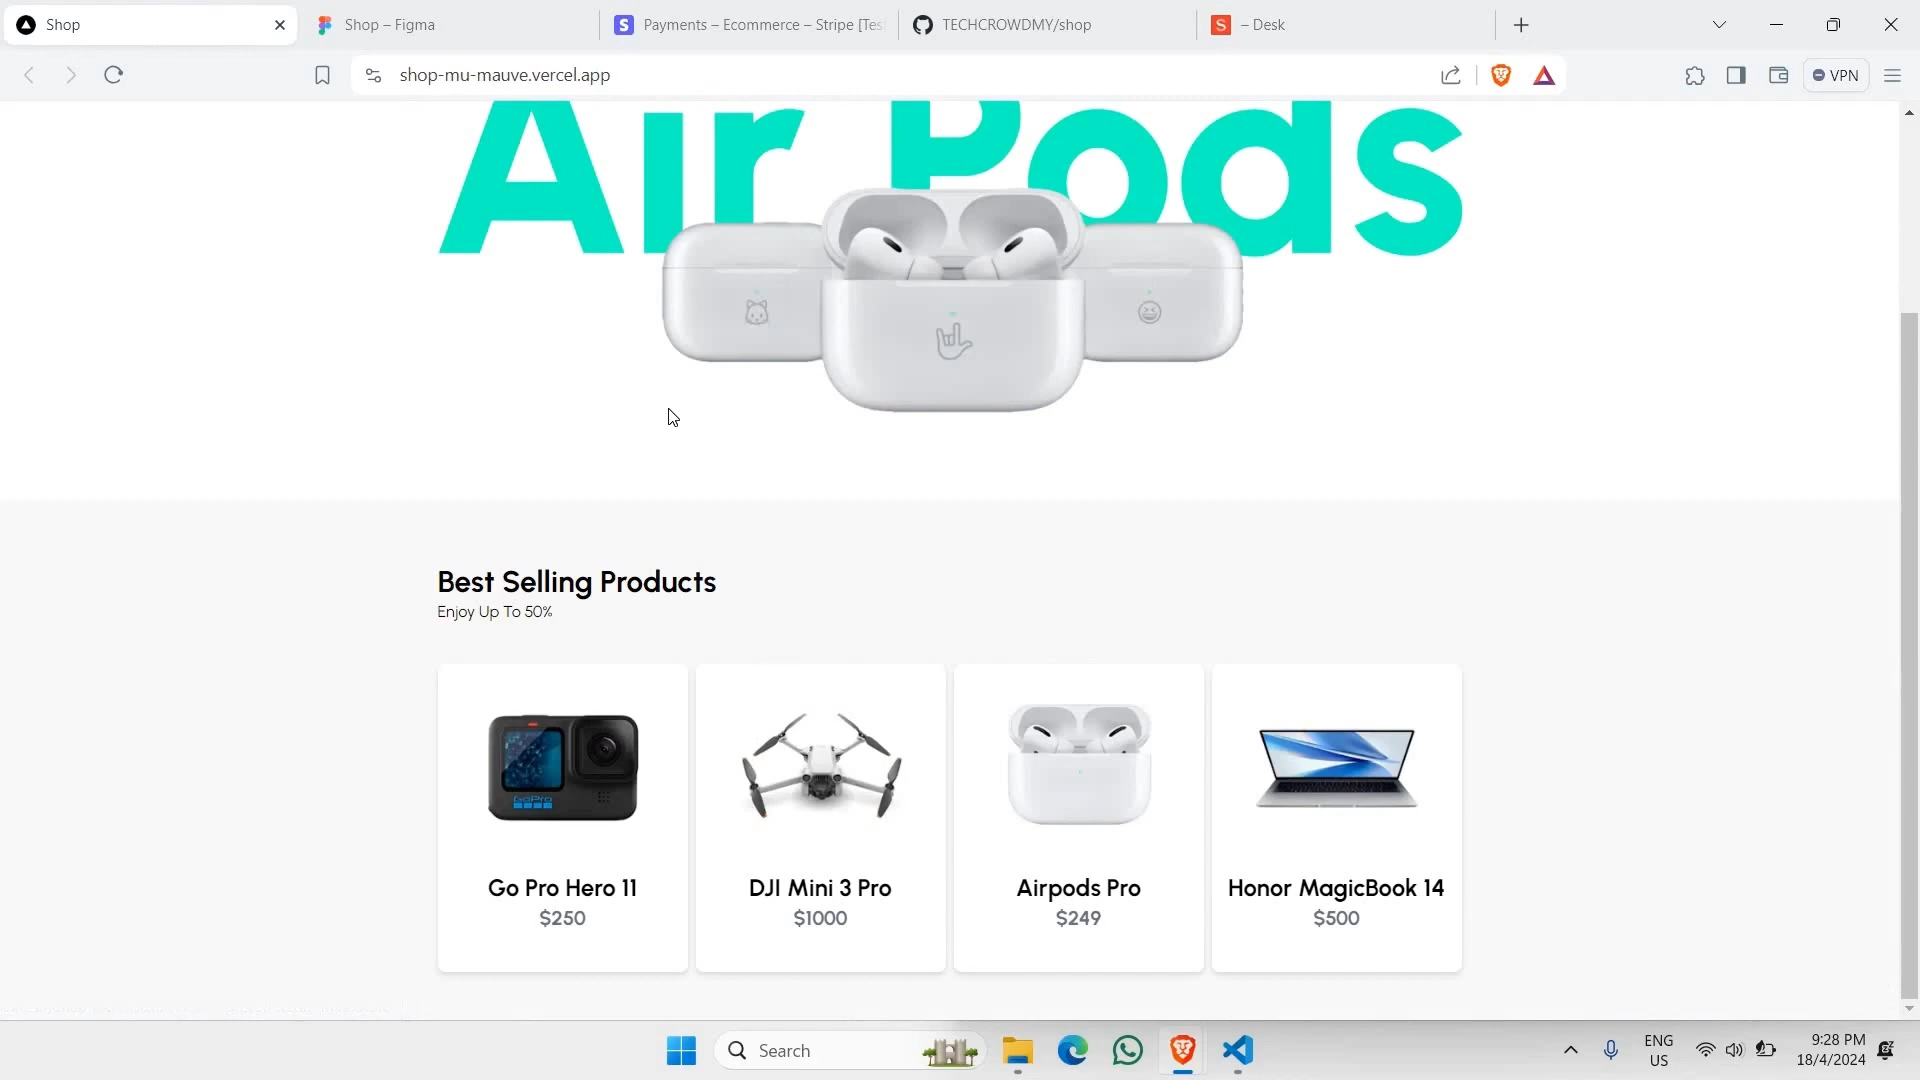 Shop
Shop – Figma
Payments – Ecommerce – Stripe [Tes
TECHCROWDMY/shop
– Desk
shop-mu-mauve.vercel.app
VPN
Air Pods
Best Selling Products
Enjoy Up To 50%
GoPro
Go Pro Hero 11
$250
DJI Mini 3 Pro
$1000
Airpods Pro
$249
Honor MagicBook 14
$500
Search
ENG
US
9:28 PM
18/4/2024